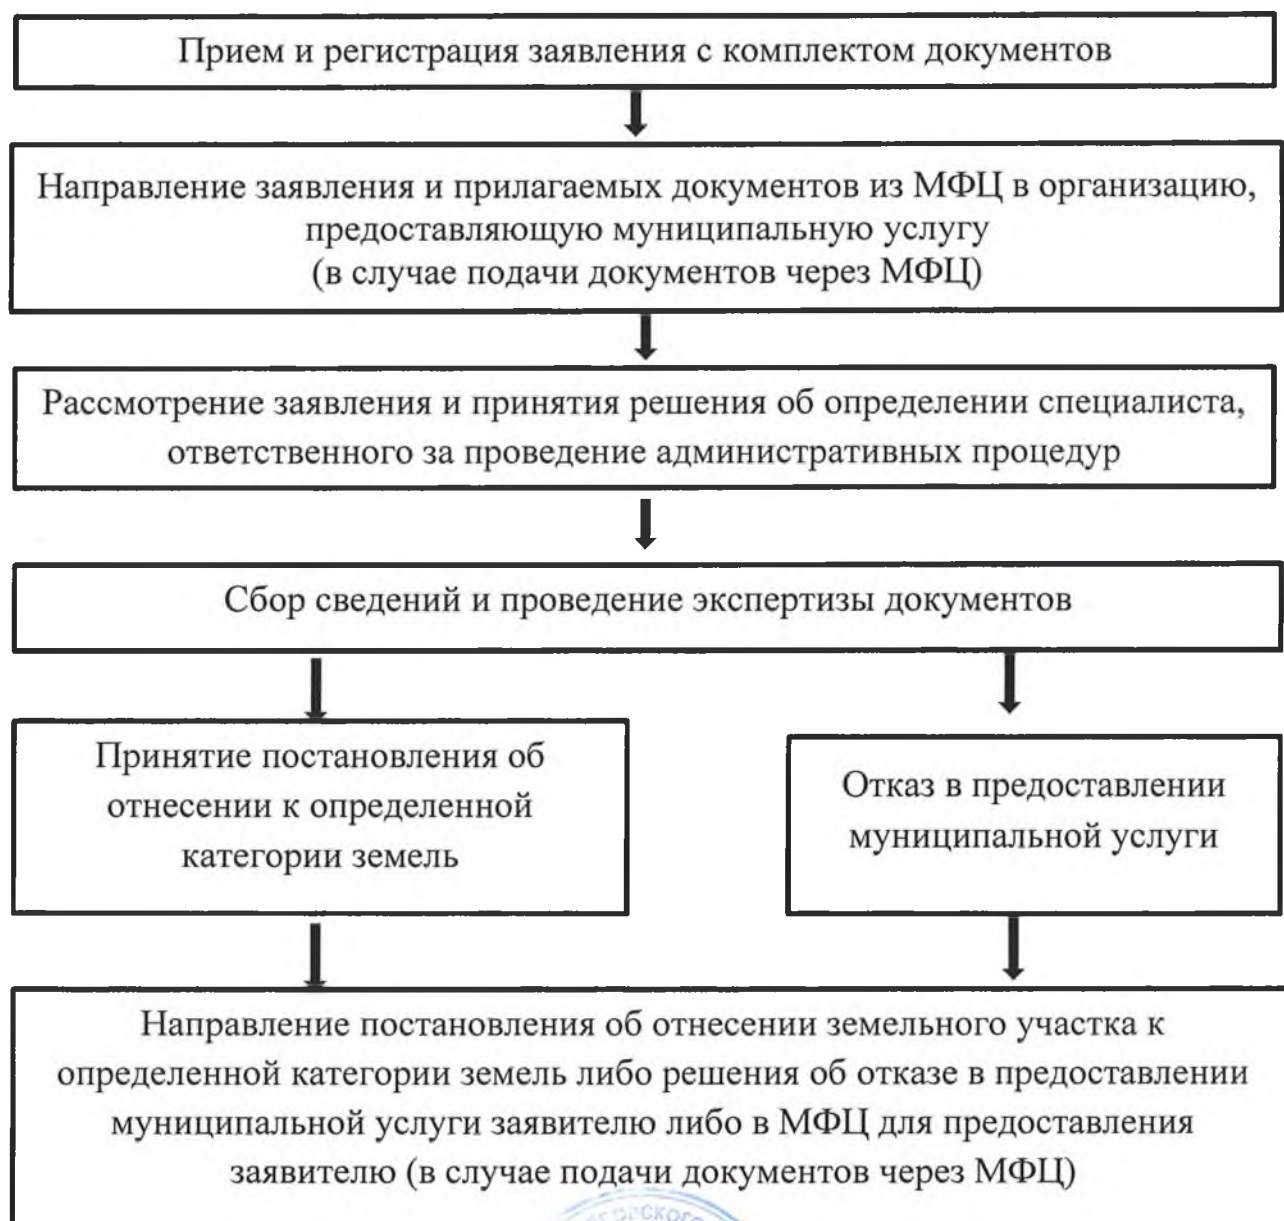 Прием и регистрация заявления с комплектом документов
Направление заявления и прилагаемых документов из МФЦ в организацию,
предоставляющую муниципальную услугу
(в случае подачи документов через МФЦ)
Рассмотрение заявления и принятия решения об определении специалиста,
ответственного за проведение административных процедур
Сбор сведений и проведение экспертизы документов
Принятие постановления об
отнесении к определенной
категории земель
Отказ в предоставлении
муниципальной услуги
Направление постановления об отнесении земельного участка к
определенной категории земель либо решения об отказе в предоставлении
муниципальной услуги заявителю либо в МФЦ для предоставления
заявителю (в случае подачи документов через МФЦ)